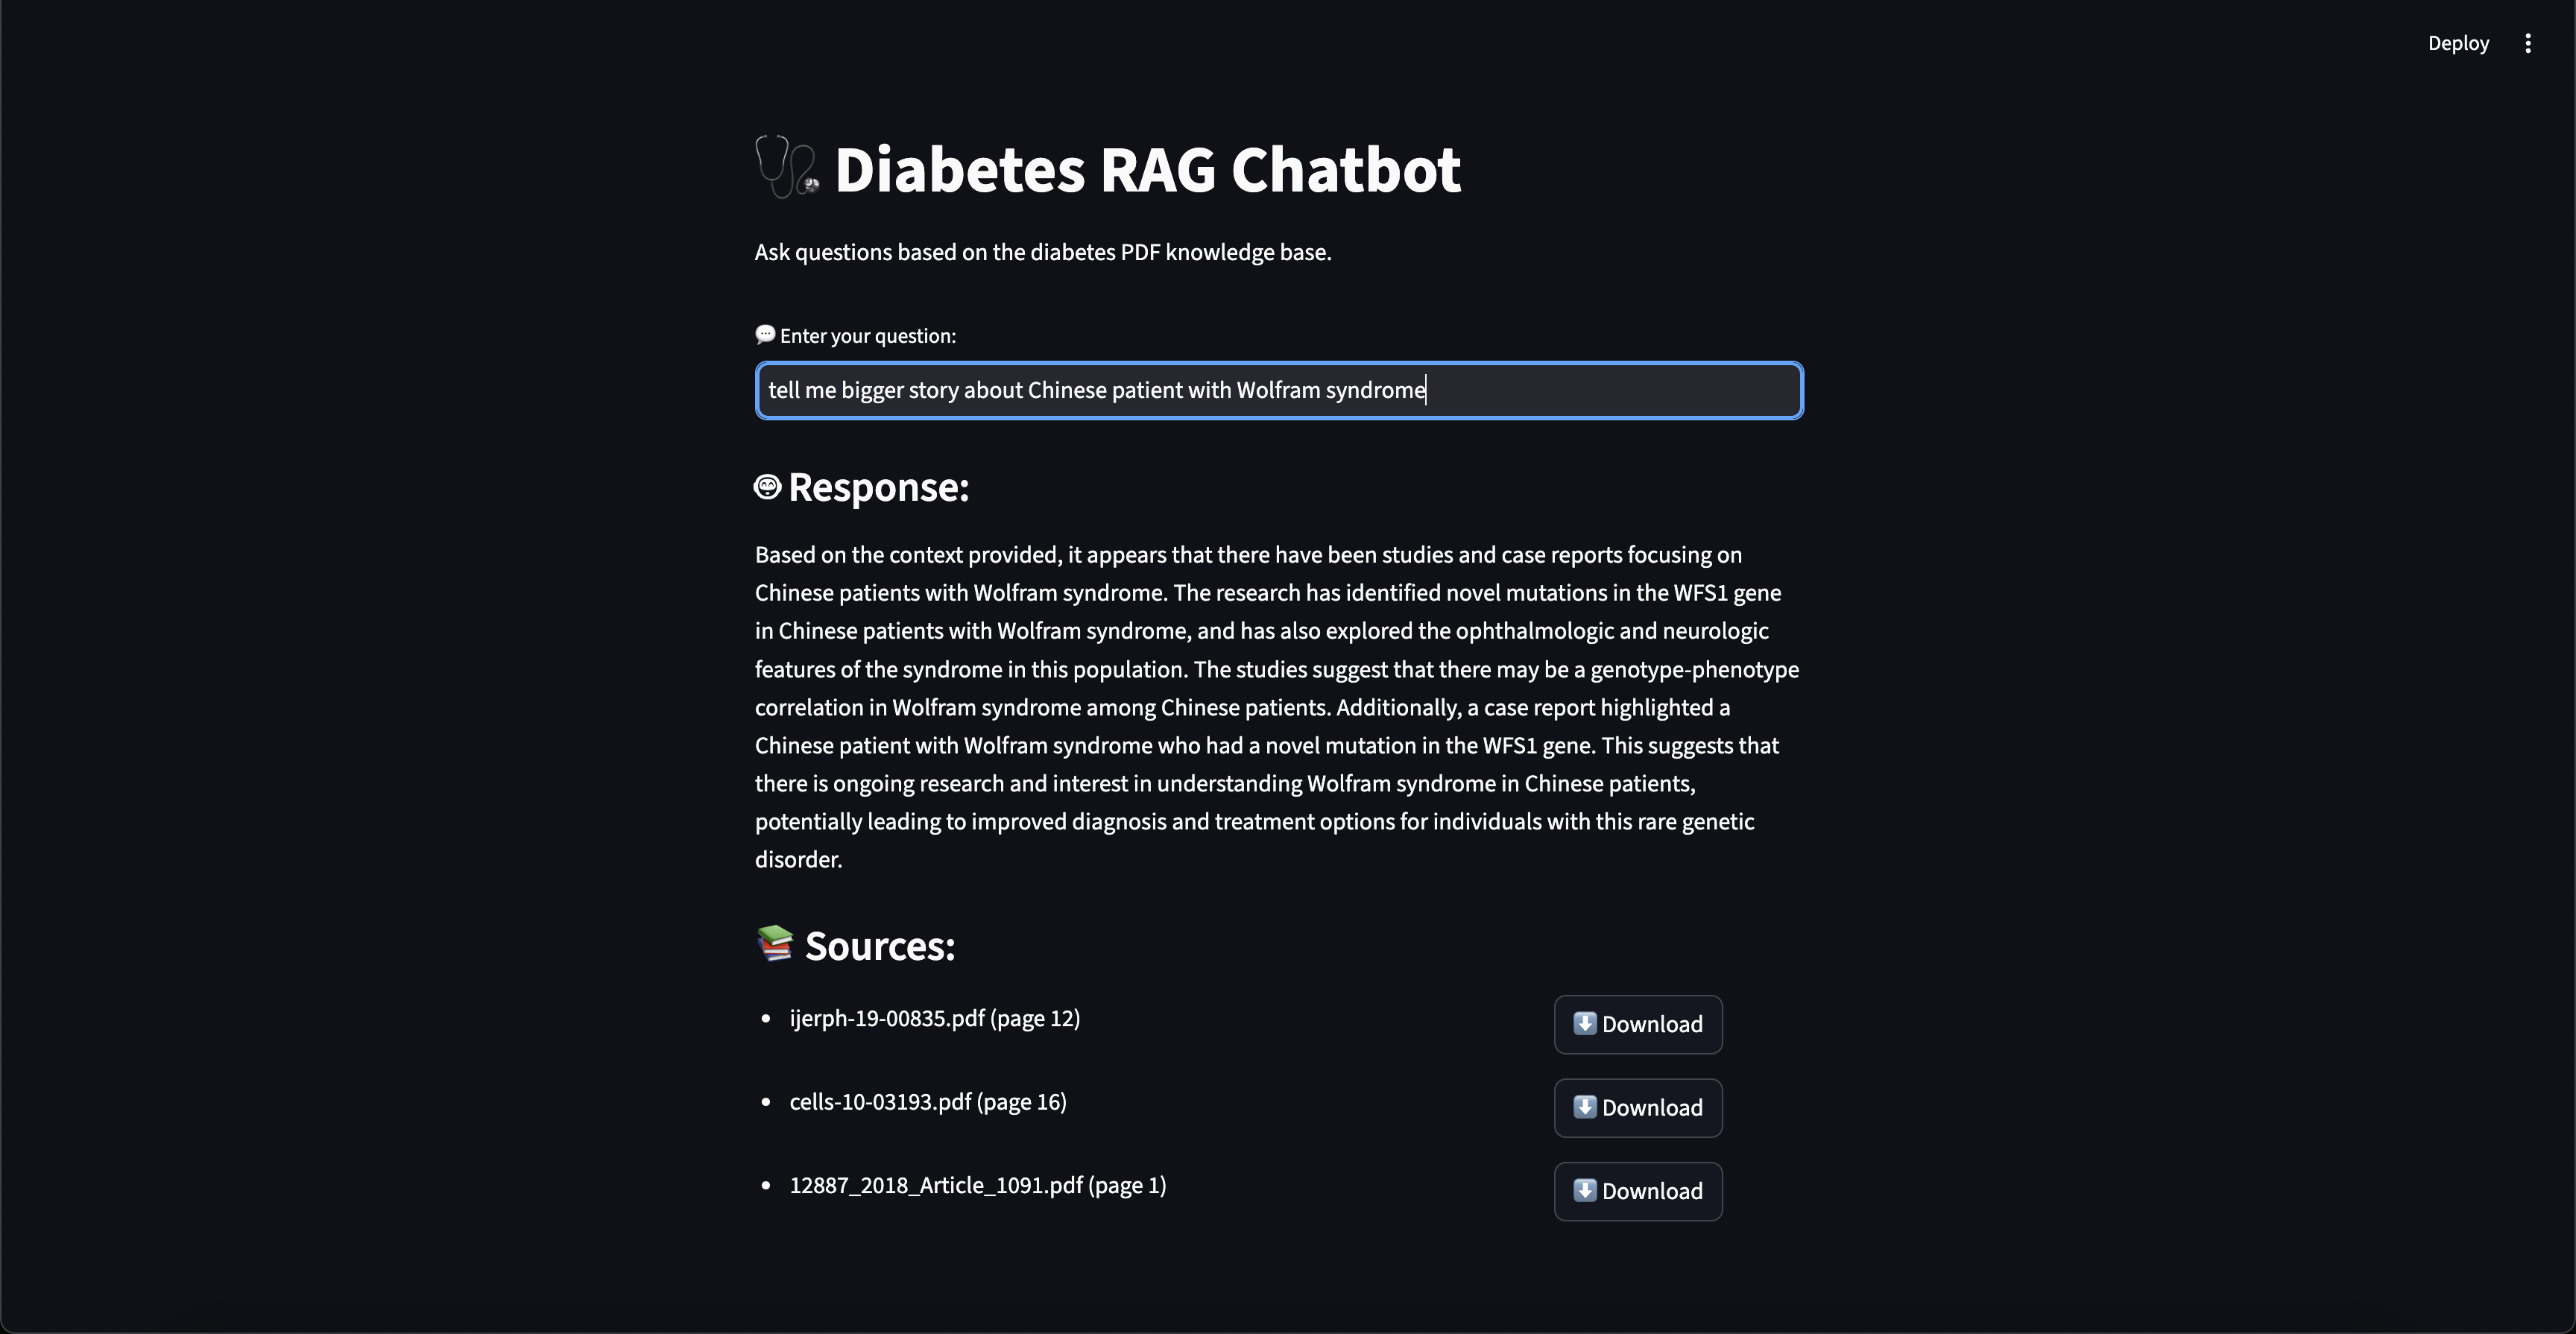 Deploy
Diabetes RAG Chatbot
Ask questions based on the diabetes PDF knowledge base.
Enter your question:
tell me bigger story about Chinese patient with Wolfram syndrome
Response:
Based on the context provided, it appears that there have been studies and case reports focusing on
Chinese patients with Wolfram syndrome. The research has identified novel mutations in the WFS1 gene
in Chinese patients with Wolfram syndrome, and has also explored the ophthalmologic and neurologic
features of the syndrome in this population. The studies suggest that there may be a genotype-phenotype
correlation in Wolfram syndrome among Chinese patients. Additionally, a case report highlighted a
Chinese patient with Wolfram syndrome who had a novel mutation in the WFS1 gene. This suggests that
there is ongoing research and interest in understanding Wolfram syndrome in Chinese patients,
potentially leading to improved diagnosis and treatment options for individuals with this rare genetic
disorder.
Sources:
ijerph-19-00835.pdf (page 12)
Download
cells-10-03193.pdf (page 16)
Download
12887_2018_Article_1091.pdf (page 1)
Download